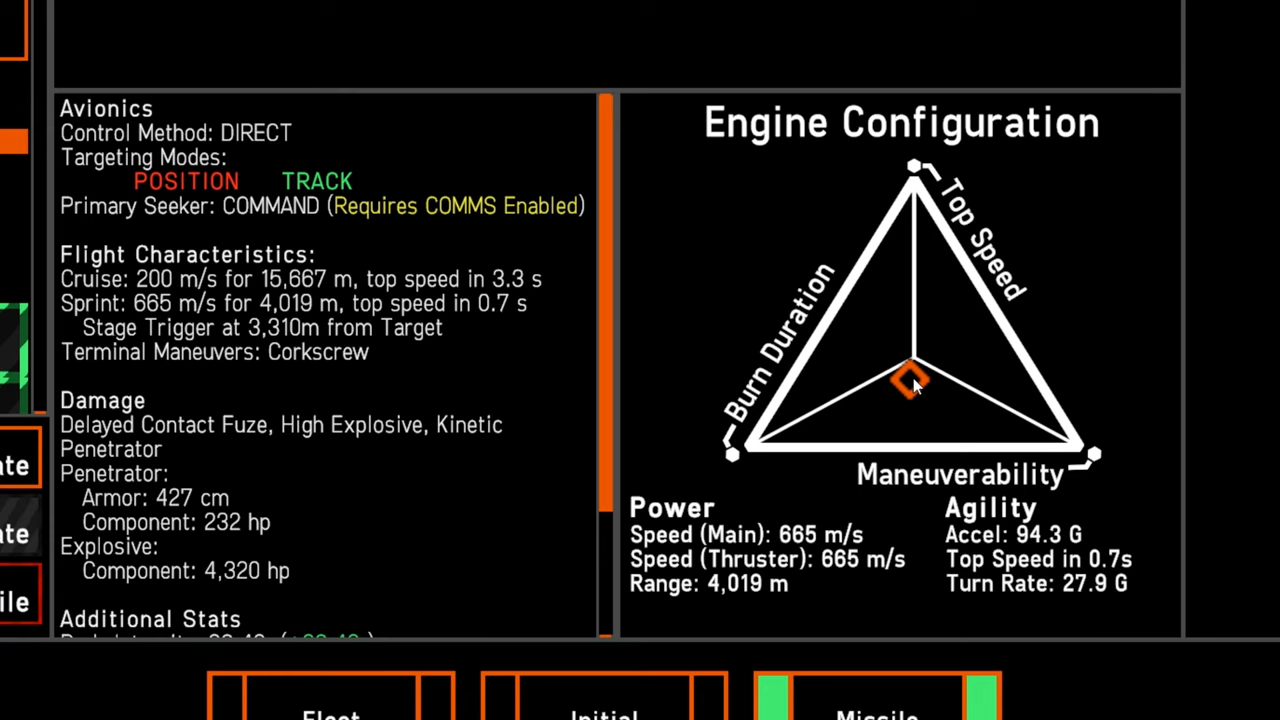 Avionics
Control Method: DIRECT
Targeting Modes:
POSITION TRACK
Primary Seeker: COMMAND (Requires COMMS Enabled)
Flight Characteristics:
Cruise: 200 m/s for 15,667 m, top speed in 3.3 s
Sprint: 665 m/s for 4,019 m, top speed in 0.7 s
Stage Trigger at 3,310m from Target
Terminal Maneuvers: Corkscrew
Damage
Delayed Contact Fuze, High Explosive, Kinetic
Penetrator
Penetrator:
Armor: 427 cm
Component: 232 hp
Explosive:
Component: 4,320 hp
Additional Stats
Engine Configuration
Top Speed
Burn Duration
Maneuverability
Power
Speed (Main): 665 m/s
Speed (Thruster): 665 m/s
Range: 4,019 m
Agility
Accel: 94.3 G
Top Speed in 0.7s
Turn Rate: 27.9 G
Fleet
Initial
Missile